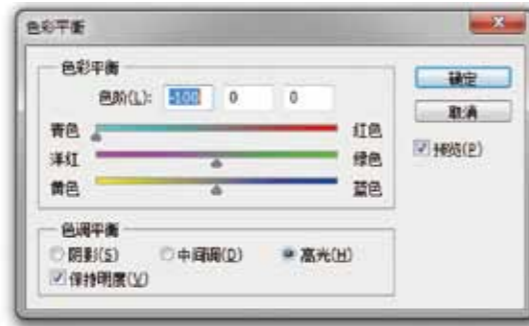 色彩平衡
色彩平衡
色阶(L): -100 0 0
青色 红色
洋红 绿色
黄色 蓝色
色调平衡
阴影(S) 中间调(D) 高光(H)
保持明度(V)
确定
取消
预览(P)